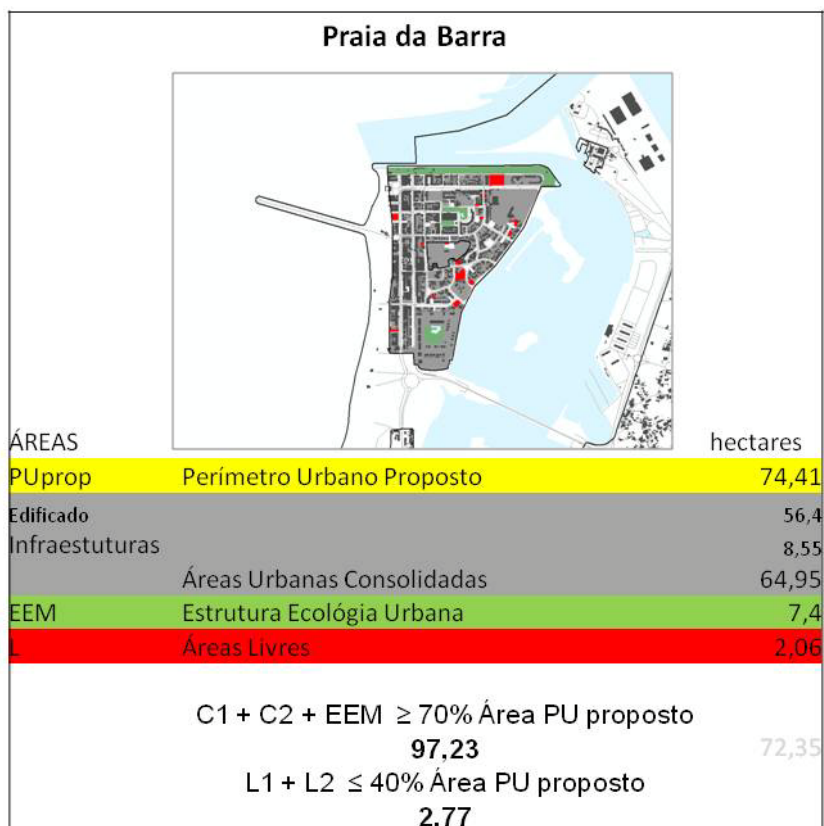 Praia da Barra
ÁREAS hectares
PUprop Perímetro Urbano Proposto 74,41
Edificado 56,4
Infraestuturas 8,55
Áreas Urbanas Consolidadas 64,95
EEM Estrutura Ecológia Urbana 7,4
L Áreas Livres 2,06
C1 + C2 + EEM ≥ 70% Área PU proposto
97,23 72,35
L1 + L2 ≤ 40% Área PU proposto
2,77